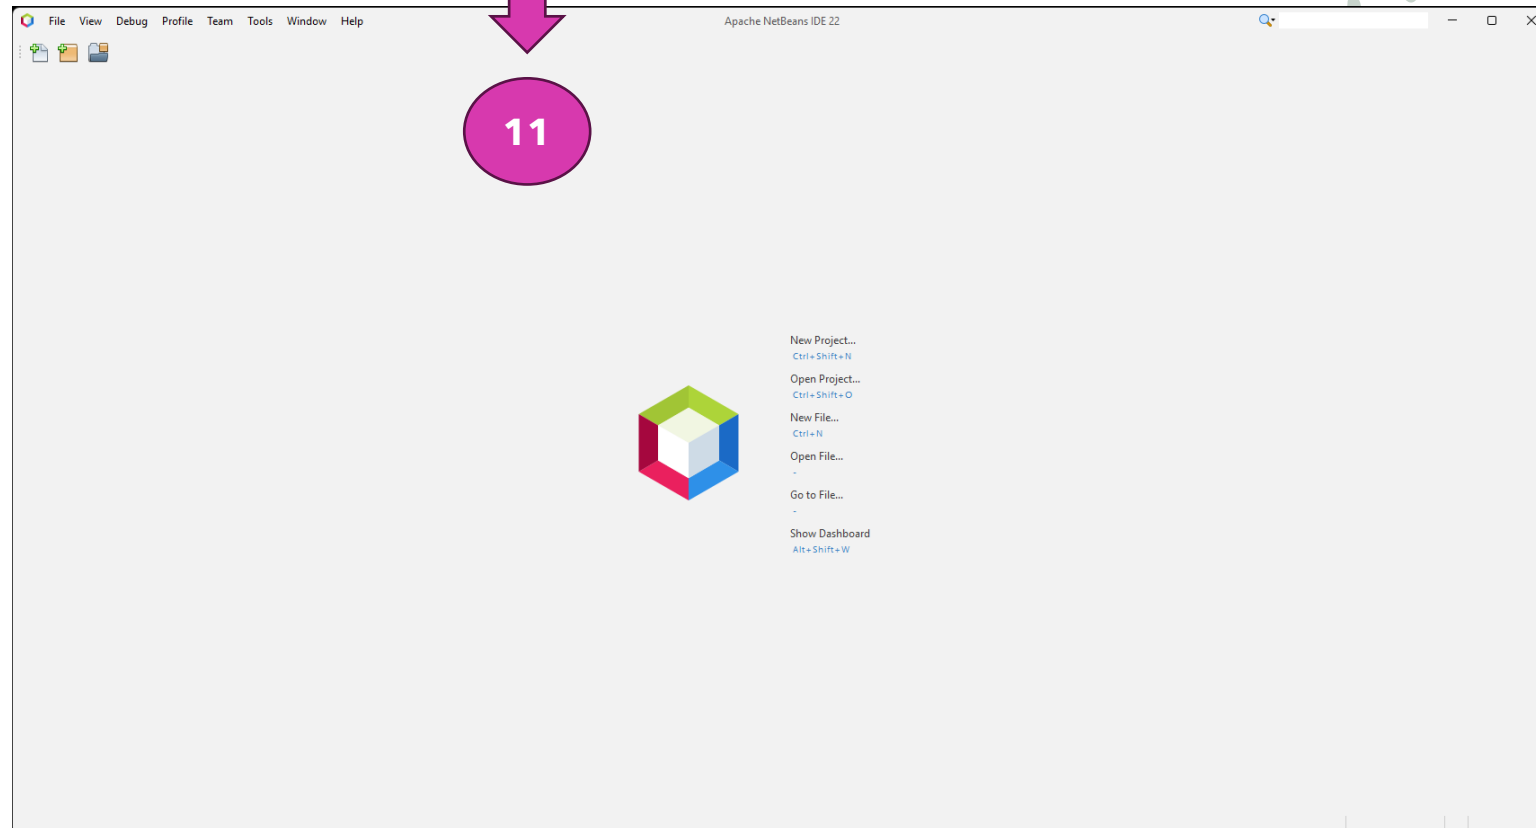 File View Debug Profile Team Tools Window Help Apache NetBeans IDE 22
11
New Project...
Ctrl+Shift+N
Open Project...
Ctrl+Shift+O
New File...
Ctrl+N
Open File...
-
Go to File...
-
Show Dashboard
Alt+Shift+W